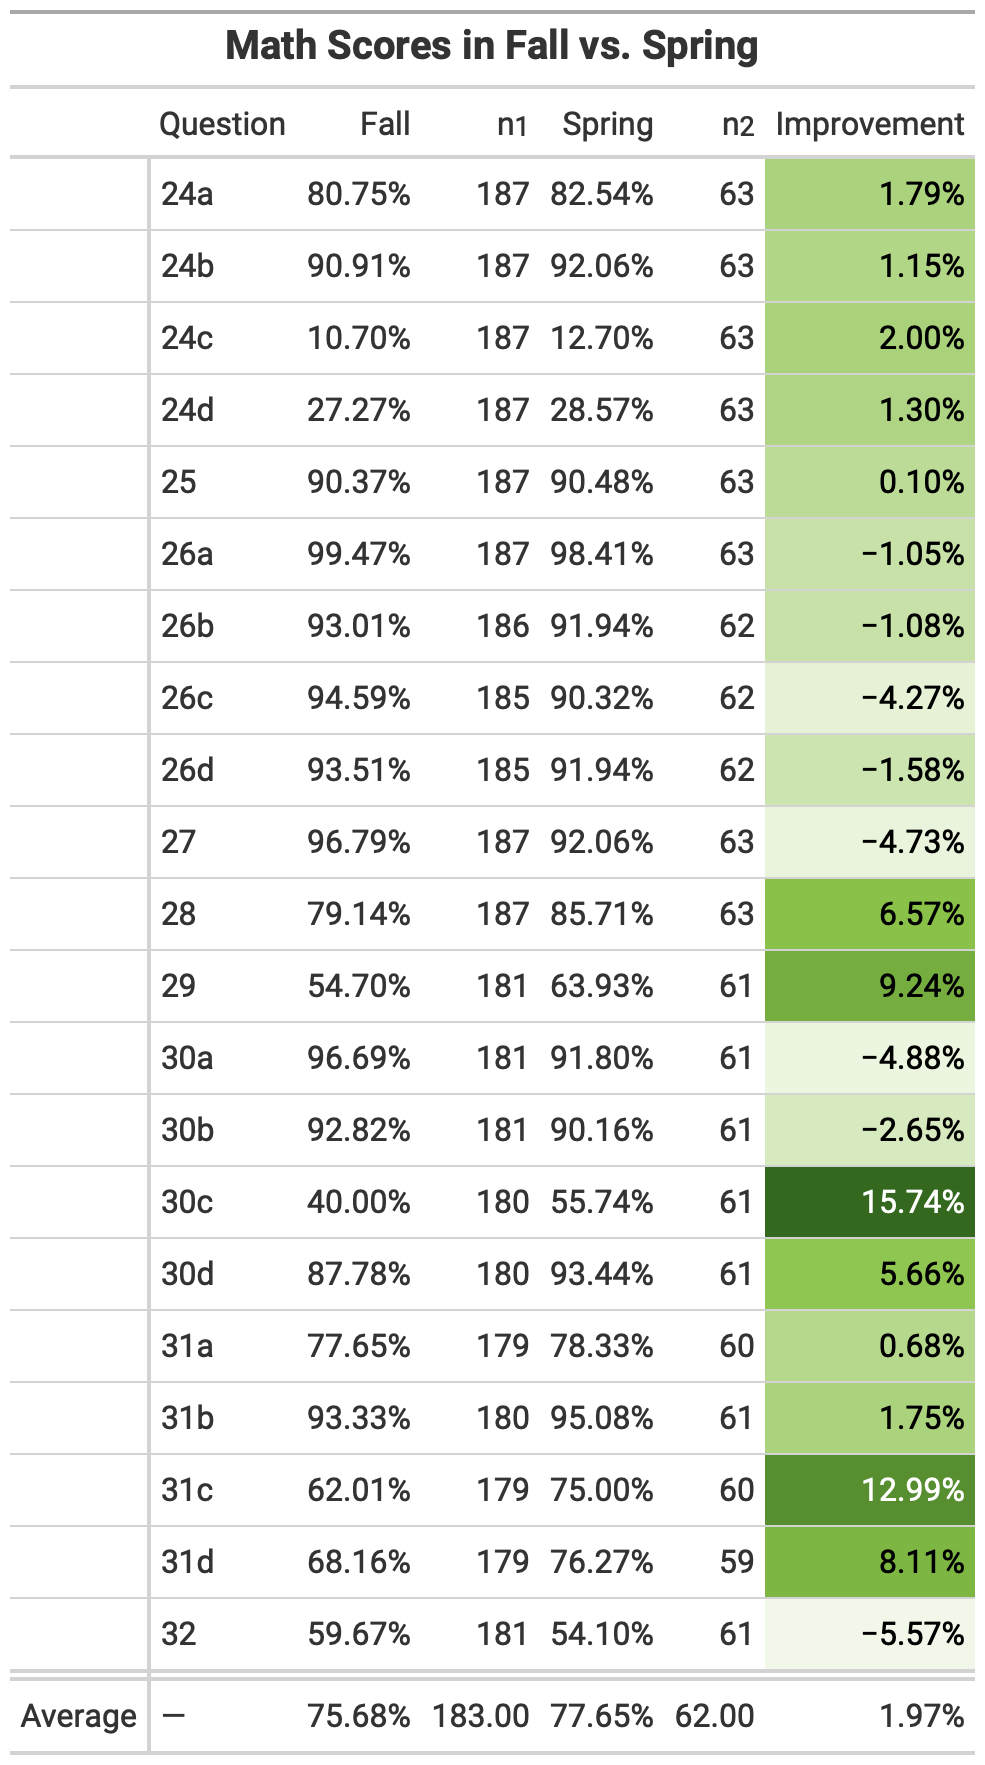 Math Scores in Fall vs. Spring
Question Fall n1 Spring n2 Improvement
24a 80.75% 187 82.54% 63 1.79%
24b 90.91% 187 92.06% 63 1.15%
24c 10.70% 187 12.70% 63 2.00%
24d 27.27% 187 28.57% 63 1.30%
25 90.37% 187 90.48% 63 0.10%
26a 99.47% 187 98.41% 63 −1.05%
26b 93.01% 186 91.94% 62 −1.08%
26c 94.59% 185 90.32% 62 −4.27%
26d 93.51% 185 91.94% 62 −1.58%
27 96.79% 187 92.06% 63 −4.73%
28 79.14% 187 85.71% 63 6.57%
29 54.70% 181 63.93% 61 9.24%
30a 96.69% 181 91.80% 61 −4.88%
30b 92.82% 181 90.16% 61 −2.65%
30c 40.00% 180 55.74% 61 15.74%
30d 87.78% 180 93.44% 61 5.66%
31a 77.65% 179 78.33% 60 0.68%
31b 93.33% 180 95.08% 61 1.75%
31c 62.01% 179 75.00% 60 12.99%
31d 68.16% 179 76.27% 59 8.11%
32 59.67% 181 54.10% 61 −5.57%
Average — 75.68% 183.00 77.65% 62.00 1.97%